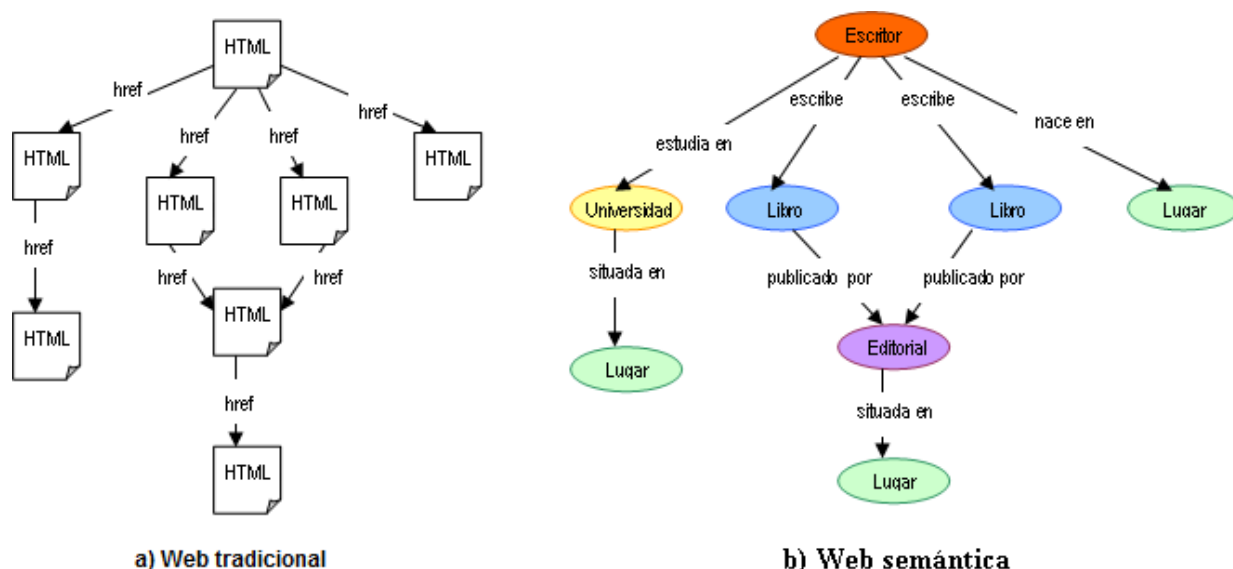 HTML
href
href
href
href
HTML
HTML
HTML
HTML
href
href
href
HTML
HTML
href
HTML
a) Web tradicional
Escritor
escribe
escribe
nace en
estudia en
Universidad
Libro
Libro
Lugar
situada en
publicado por
publicado por
Editorial
Lugar
situada en
Lugar
b) Web semántica